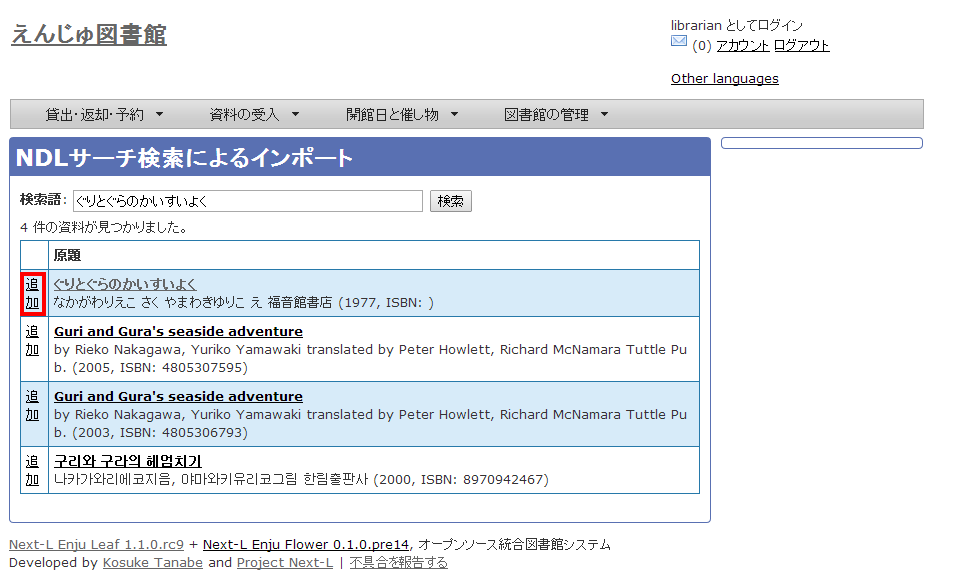 えんじゅ図書館
librarian としてログイン
(0) アカウント ログアウト
Other languages
貸出・返却・予約 ▼ 資料の受入 ▼ 開館日と催し物 ▼ 図書館の管理 ▼
NDLサーチ検索によるインポート
検索語: ぐりとぐらのかいすいよく 検索
4 件の資料が見つかりました。
原題
追加 ぐりとぐらのかいすいよく
なかがわりえこ さく やまわきゆりこ え 福音館書店 (1977, ISBN: )
追加 Guri and Gura's seaside adventure
by Rieko Nakagawa, Yuriko Yamawaki translated by Peter Howlett, Richard McNamara Tuttle Pu
b. (2005, ISBN: 4805307595)
追加 Guri and Gura's seaside adventure
by Rieko Nakagawa, Yuriko Yamawaki translated by Peter Howlett, Richard McNamara Tuttle Pu
b. (2003, ISBN: 4805306793)
追加 구리와 구라의 헤엄치기
나카가와리에코지음, 야마와키유리코그림 한림출판사 (2000, ISBN: 8970942467)
Next-L Enju Leaf 1.1.0.rc9 + Next-L Enju Flower 0.1.0.pre14, オープンソース統合図書館システム
Developed by Kosuke Tanabe and Project Next-L | 不具合を報告する